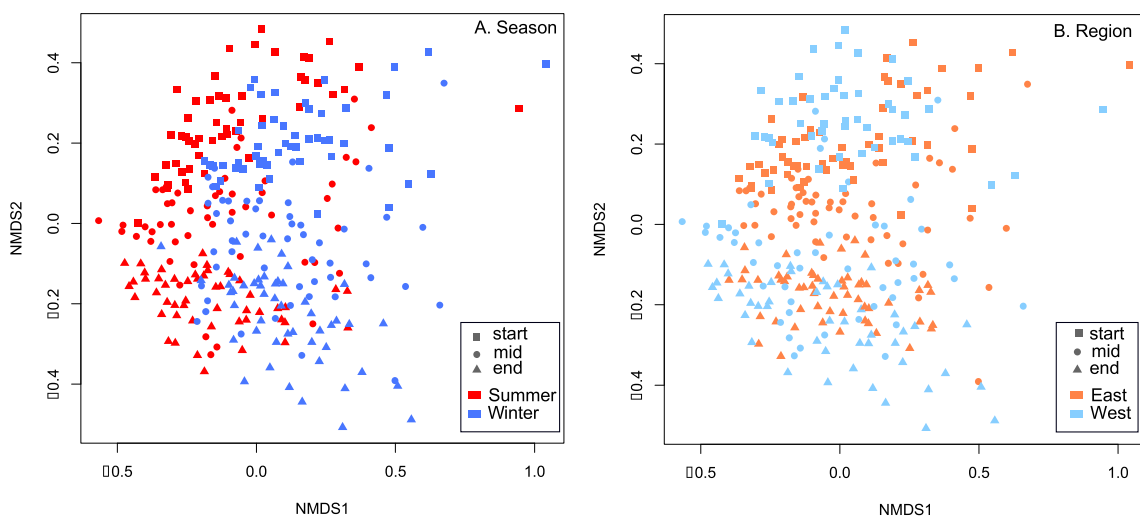 A. Season
0.4
0.2
0.0
▯0.2
▯0.4
NMDS2
▯0.5
0.0
0.5
1.0
NMDS1
start
mid
end
Summer
Winter
B. Region
0.4
0.2
0.0
▯0.2
▯0.4
NMDS2
▯0.5
0.0
0.5
1.0
NMDS1
start
mid
end
East
West